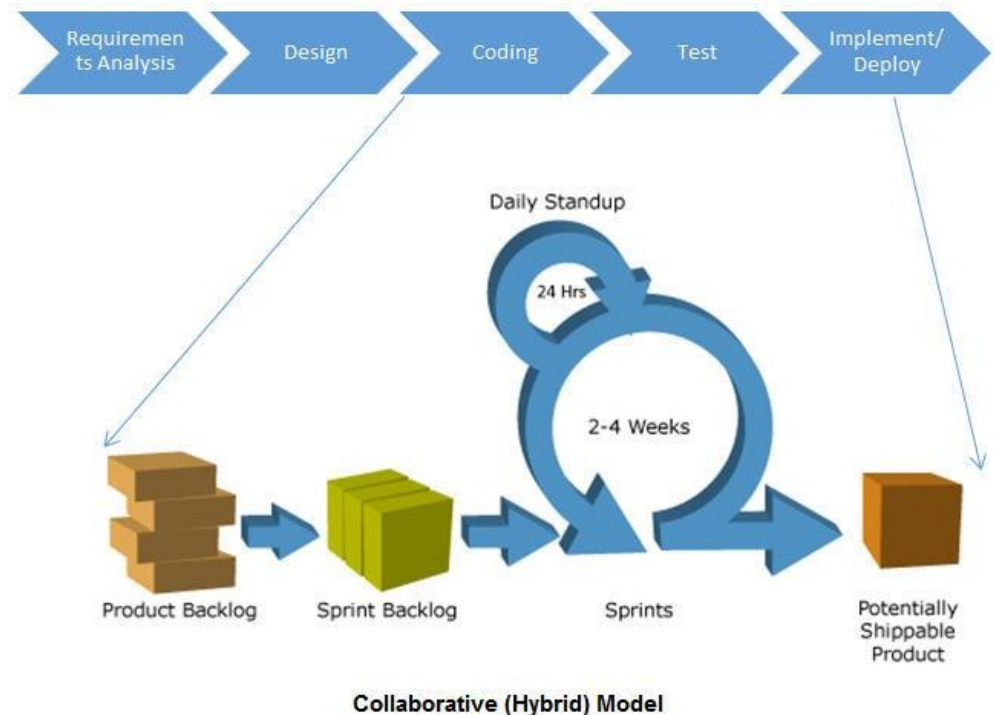 Requiremen
ts Analysis
Design
Coding
Test
Implement/
Deploy
Daily Standup
24 Hrs
2-4 Weeks
Product Backlog
Sprint Backlog
Sprints
Potentially
Shippable
Product
Collaborative (Hybrid) Model